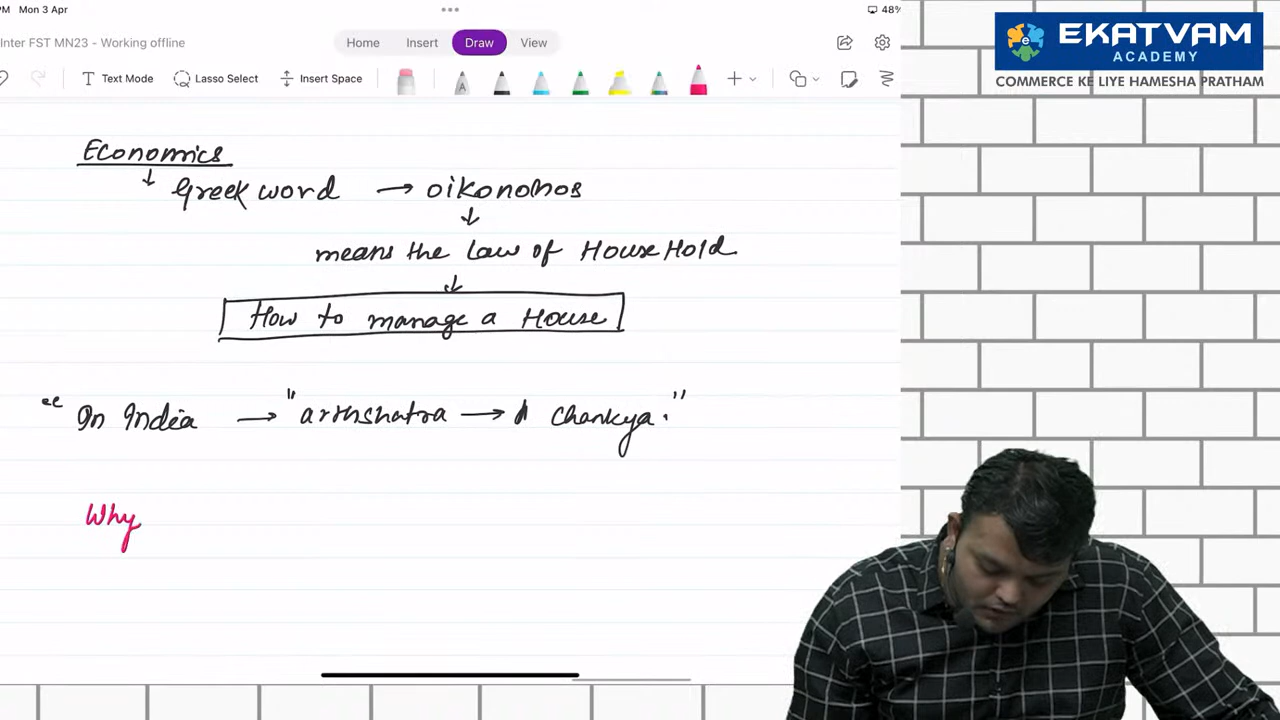 PM Mon 3 Apr
48%
Inter FST MN23 - Working offline
Home Insert Draw View
Text Mode Lasso Select Insert Space
EKATVAM
ACADEMY
COMMERCE KE LIYE HAMESHA PRATHAM
Economics
↓ Greek word → oikonomos
↓
means the Law of HouseHold
↓
How to manage a House
"In India → "arthshatra → chankya."
Why